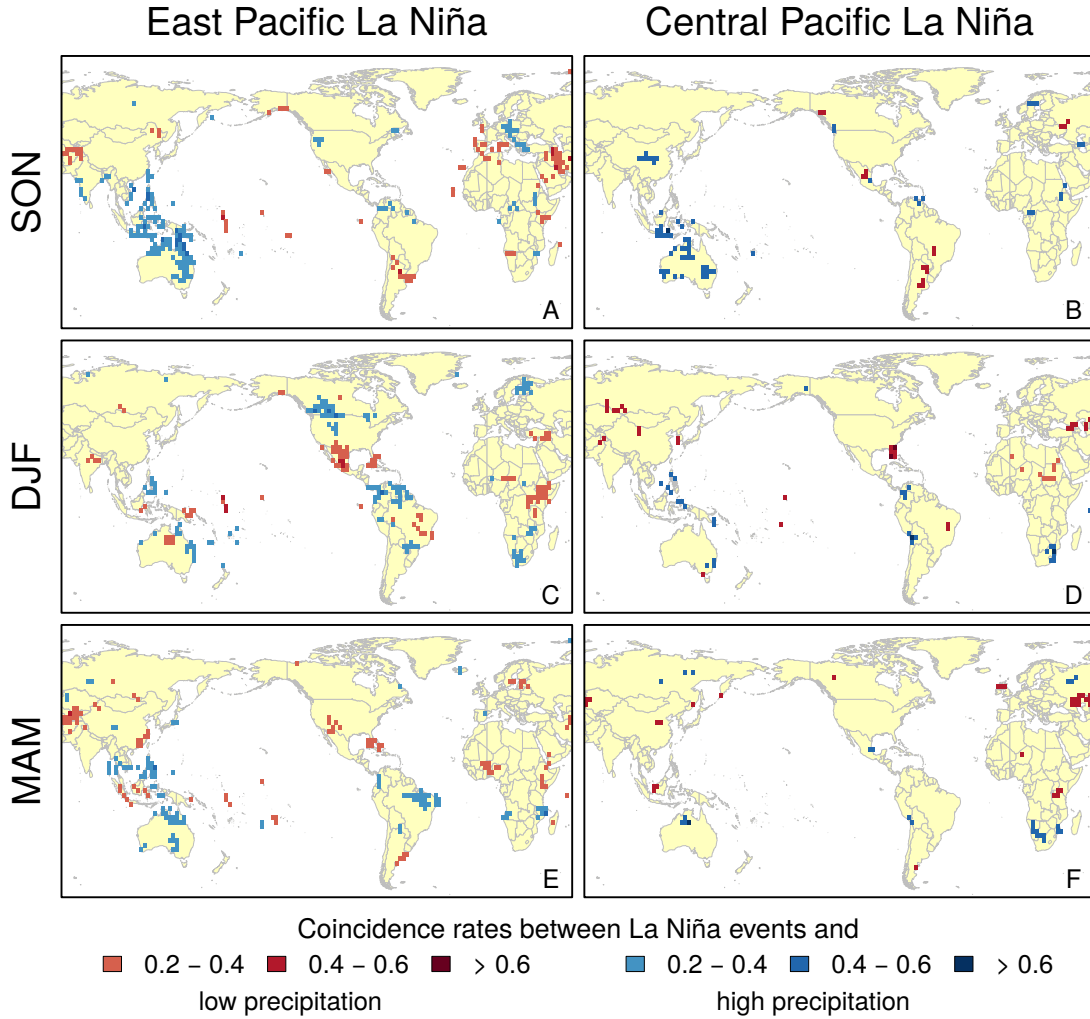 East Pacific La Niña
Central Pacific La Niña
SON
A
B
DJF
C
D
MAM
E
F
Coincidence rates between La Niña events and
0.2 − 0.4
0.4 − 0.6
> 0.6
0.2 − 0.4
0.4 − 0.6
> 0.6
low precipitation
high precipitation